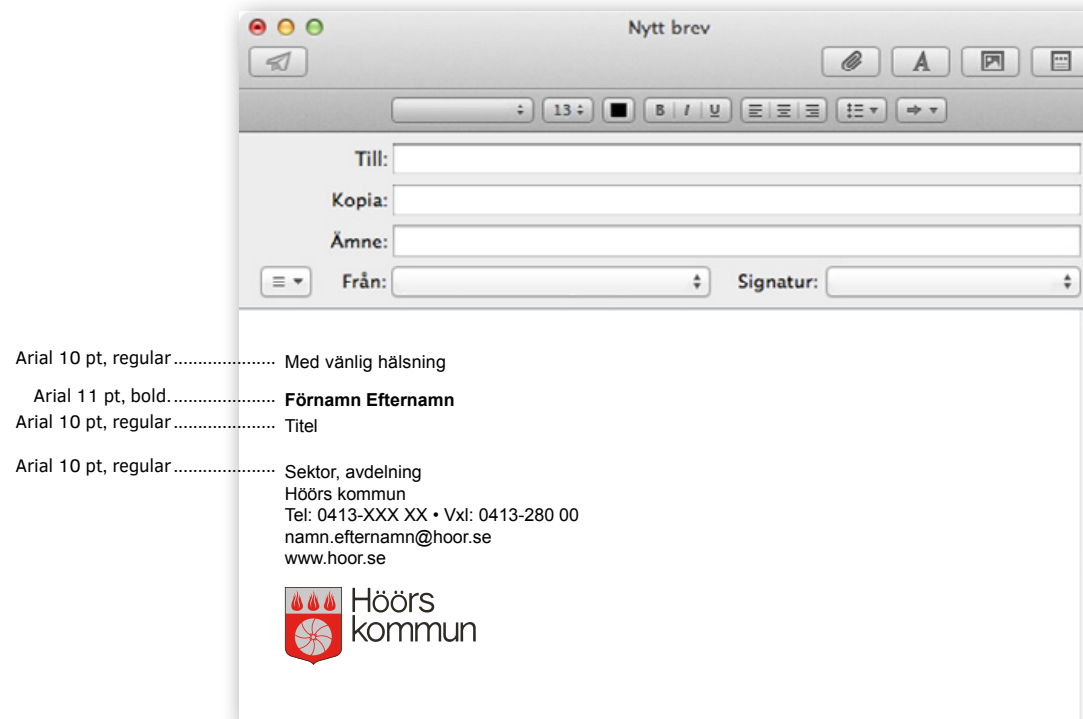 Nytt brev
13
B I U
Till:
Kopia:
Ämne:
Från:
Signatur:
Arial 10 pt, regular ..................... Med vänlig hälsning
Arial 11 pt, bold. ..................... Förnamn Efternamn
Arial 10 pt, regular ..................... Titel
Arial 10 pt, regular ..................... Sektor, avdelning
Höörs kommun
Tel: 0413-XXX XX • Vxl: 0413-280 00
namn.efternamn@hoor.se
www.hoor.se
Höörs
kommun